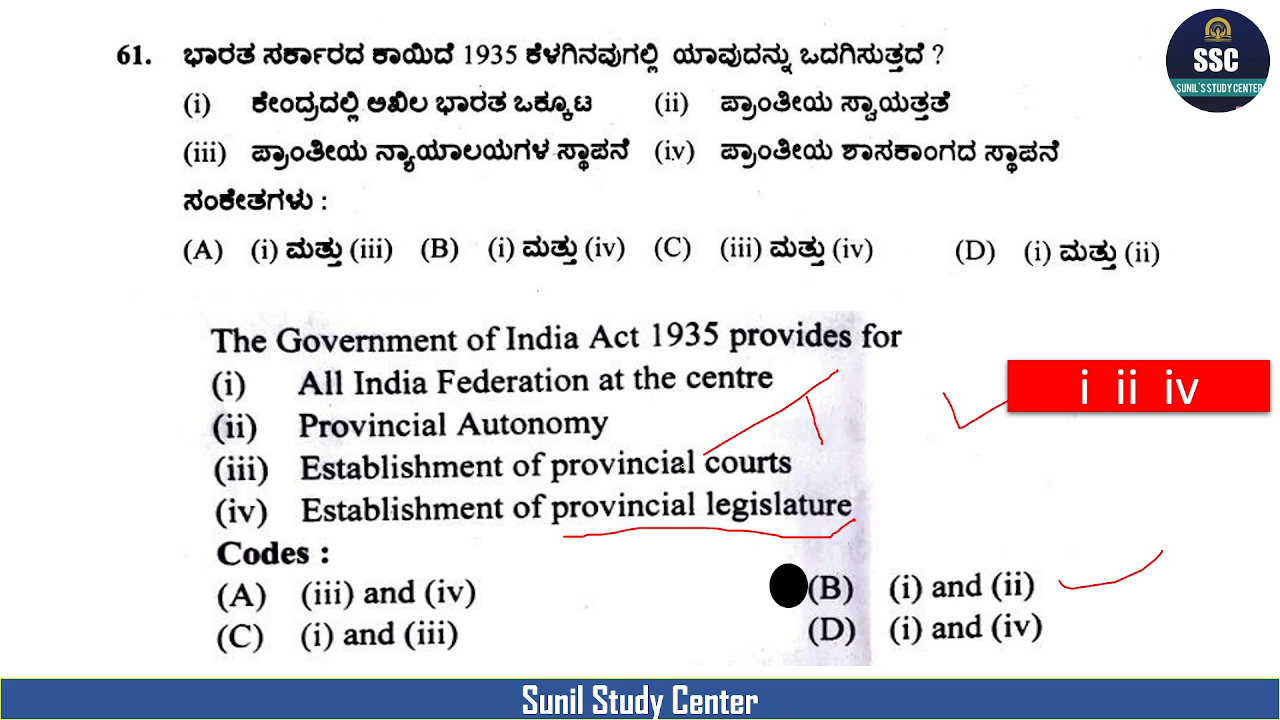 61. ಭಾರತ ಸರ್ಕಾರದ ಕಾಯಿದೆ 1935 ಕೆಳಗಿನವುಗಳಲ್ಲಿ ಯಾವುದನ್ನು ಒದಗಿಸುತ್ತದೆ ?
SSC
SUNIL'S STUDY CENTER
(i) ಕೇಂದ್ರದಲ್ಲಿ ಅಖಿಲ ಭಾರತ ಒಕ್ಕೂಟ (ii) ಪ್ರಾಂತೀಯ ಸ್ವಾಯತ್ತತೆ
(iii) ಪ್ರಾಂತೀಯ ನ್ಯಾಯಾಲಯಗಳ ಸ್ಥಾಪನೆ (iv) ಪ್ರಾಂತೀಯ ಶಾಸಕಾಂಗದ ಸ್ಥಾಪನೆ
ಸಂಕೇತಗಳು :
(A) (i) ಮತ್ತು (iii) (B) (i) ಮತ್ತು (iv) (C) (iii) ಮತ್ತು (iv) (D) (i) ಮತ್ತು (ii)
The Government of India Act 1935 provides for
(i) All India Federation at the centre
i ii iv
(ii) Provincial Autonomy
(iii) Establishment of provincial courts
(iv) Establishment of provincial legislature
Codes :
(A) (iii) and (iv) (B) (i) and (ii)
(C) (i) and (iii) (D) (i) and (iv)
Sunil Study Center